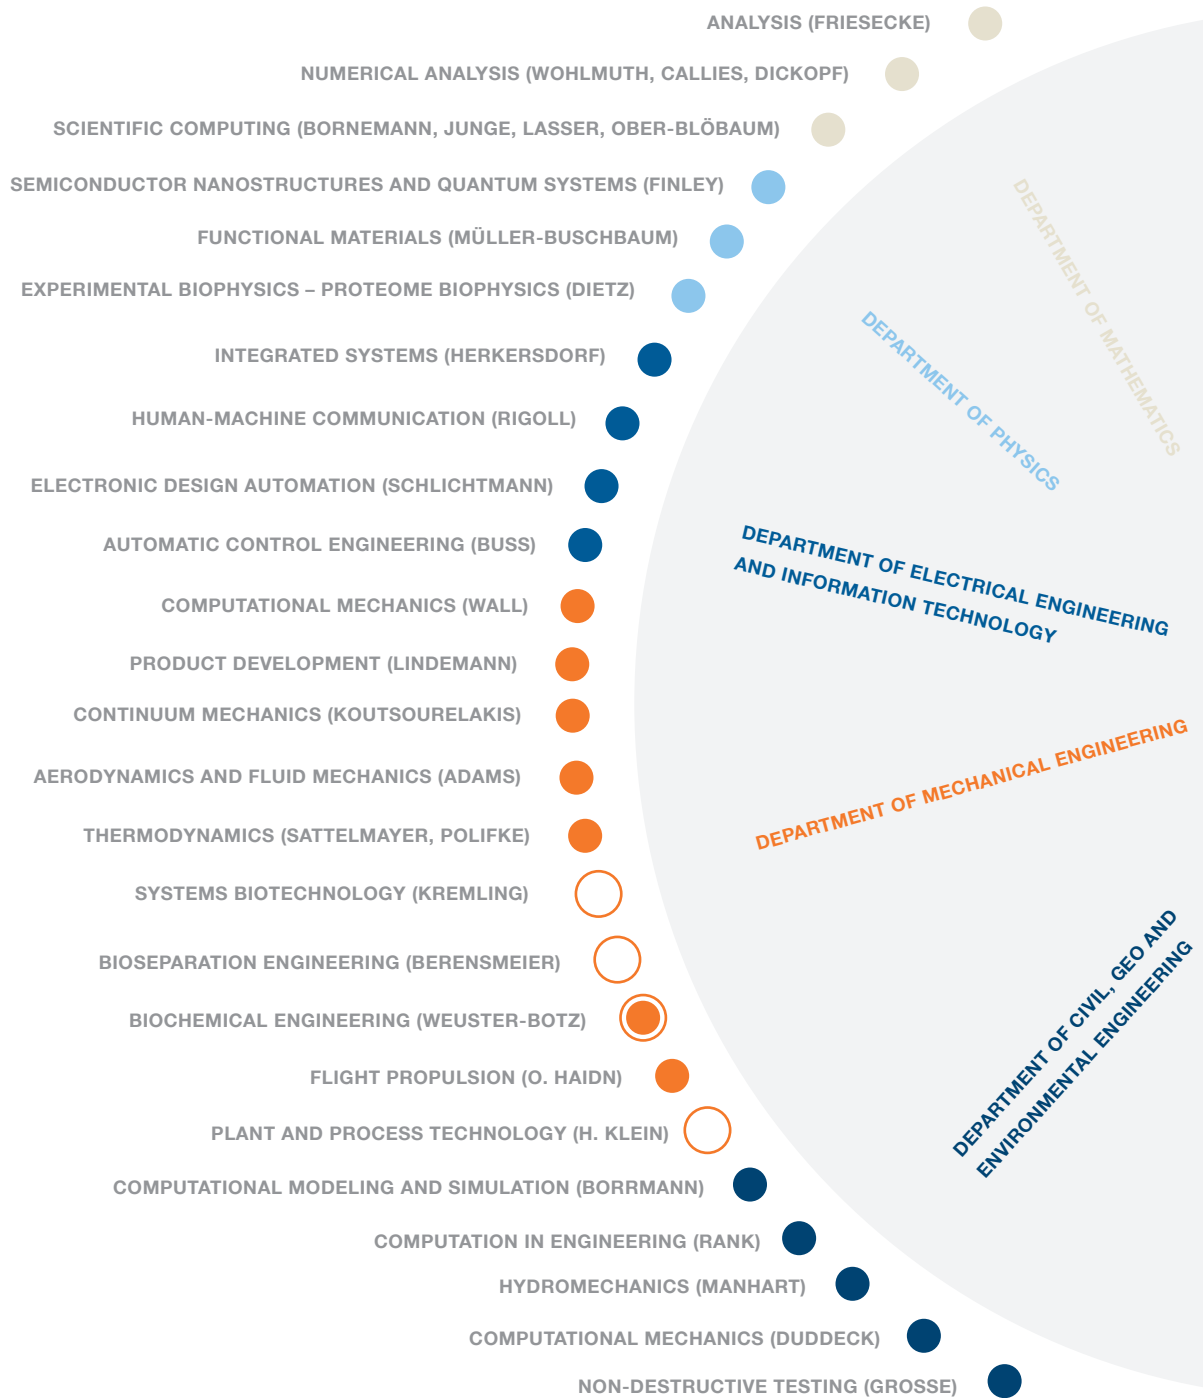 ANALYSIS (FRIESECKE)
NUMERICAL ANALYSIS (WOHLMUTH, CALLIES, DICKOPF)
SCIENTIFIC COMPUTING (BORNEMANN, JUNGE, LASSER, OBER-BLÖBAUM)
SEMICONDUCTOR NANOSTRUCTURES AND QUANTUM SYSTEMS (FINLEY)
FUNCTIONAL MATERIALS (MÜLLER-BUSCHBAUM)
EXPERIMENTAL BIOPHYSICS – PROTEOME BIOPHYSICS (DIETZ)
INTEGRATED SYSTEMS (HERKERSDORF)
HUMAN-MACHINE COMMUNICATION (RIGOLL)
ELECTRONIC DESIGN AUTOMATION (SCHLICHTMANN)
AUTOMATIC CONTROL ENGINEERING (BUSS)
COMPUTATIONAL MECHANICS (WALL)
PRODUCT DEVELOPMENT (LINDEMANN)
CONTINUUM MECHANICS (KOUTSOURELAKIS)
AERODYNAMICS AND FLUID MECHANICS (ADAMS)
THERMODYNAMICS (SATTELMAYER, POLIFKE)
SYSTEMS BIOTECHNOLOGY (KREMLING)
BIOSEPARATION ENGINEERING (BERENSMEIER)
BIOCHEMICAL ENGINEERING (WEUSTER-BOTZ)
FLIGHT PROPULSION (O. HAIDN)
PLANT AND PROCESS TECHNOLOGY (H. KLEIN)
COMPUTATIONAL MODELING AND SIMULATION (BORRMANN)
COMPUTATION IN ENGINEERING (RANK)
HYDROMECHANICS (MANHART)
COMPUTATIONAL MECHANICS (DUDDECK)
NON-DESTRUCTIVE TESTING (GROSSE)
DEPARTMENT OF MATHEMATICS
DEPARTMENT OF PHYSICS
DEPARTMENT OF ELECTRICAL ENGINEERING
AND INFORMATION TECHNOLOGY
DEPARTMENT OF MECHANICAL ENGINEERING
DEPARTMENT OF CIVIL, GEO AND
ENVIRONMENTAL ENGINEERING